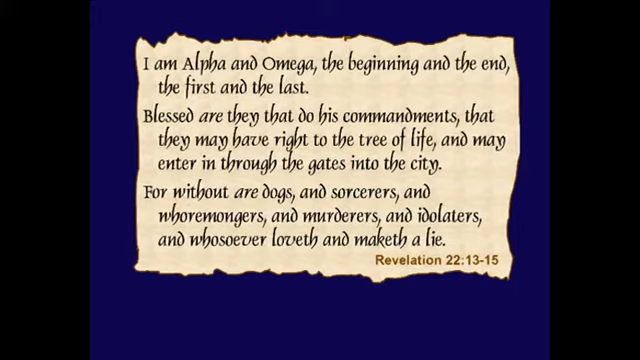 I am Alpha and Omega, the beginning and the end,
the first and the last.
Blessed are they that do his commandments, that
they may have right to the tree of life, and may
enter in through the gates into the city.
For without are dogs, and sorcerers, and
whoremongers, and murderers, and idolaters,
and whosoever loveth and maketh a lie.
Revelation 22:13-15